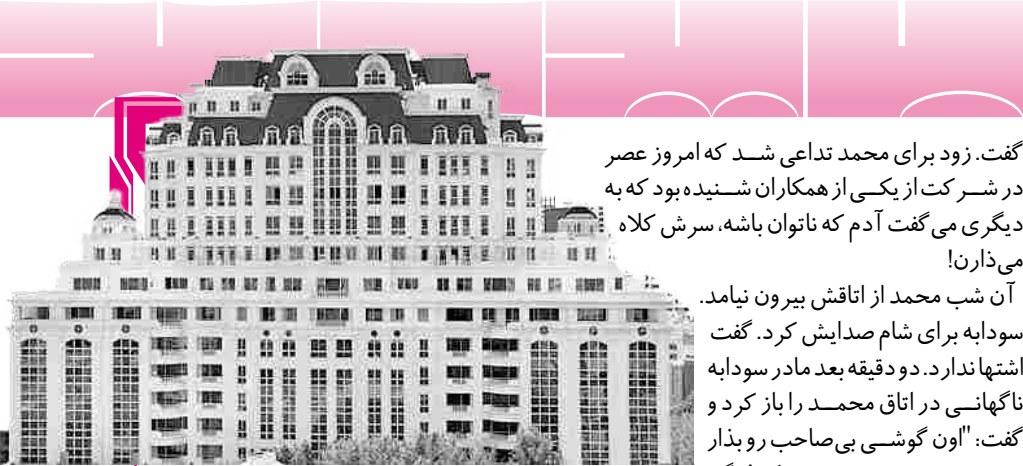 گفت. زود برای محمد تداعی شد که امروز عصر
در شرکت از یکی از همکاران شنیده بود که به
دیگری می‌گفت آدم که ناتوان باشه، سرش کلاه
می‌ذارن!
آن شب محمد از اتاقش بیرون نیامد.
سودابه برای شام صدایش کرد. گفت
اشتها ندارد. دو دقیقه بعد مادر سودابه
ناگهانی در اتاق محمد را باز کرد و
گفت: "اون گوشی بی‌صاحب رو بذار